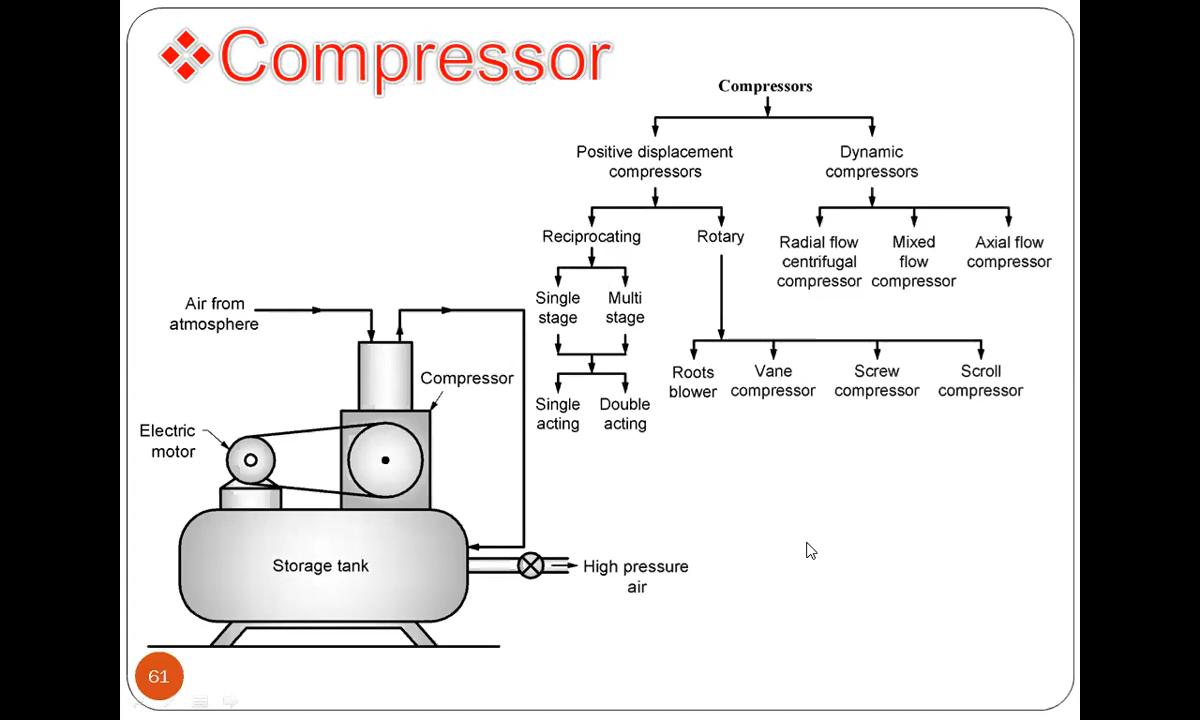 Compressor
Compressors
Positive displacement
compressors
Dynamic
compressors
Reciprocating
Rotary
Radial flow
centrifugal
compressor
Mixed
flow
compressor
Axial flow
compressor
Single
stage
Multi
stage
Single
acting
Double
acting
Roots
blower
Vane
compressor
Screw
compressor
Scroll
compressor
Air from
atmosphere
Compressor
Electric
motor
Storage tank
High pressure
air
61